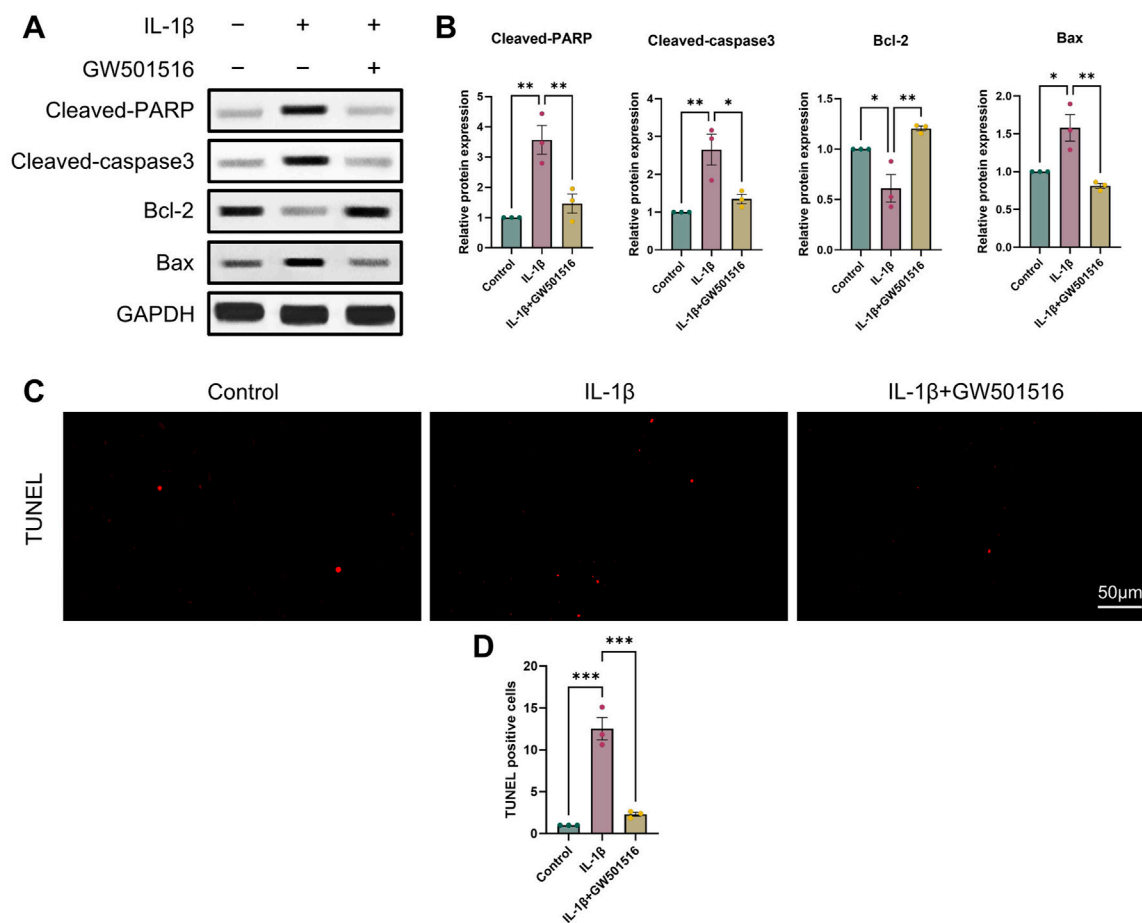 A
IL-1β − + +
GW501516 − − +
Cleaved-PARP
Cleaved-caspase3
Bcl-2
Bax
GAPDH
B
Cleaved-PARP
Relative protein expression
5
4
3
2
1
0
** **
Control
IL-1β
IL-1β+GW501516
Cleaved-caspase3
Relative protein expression
4
3
2
1
0
** *
Control
IL-1β
IL-1β+GW501516
Bcl-2
Relative protein expression
1.5
1.0
0.5
0.0
* **
Control
IL-1β
IL-1β+GW501516
Bax
Relative protein expression
2.0
1.5
1.0
0.5
0.0
* **
Control
IL-1β
IL-1β+GW501516
C
Control
IL-1β
IL-1β+GW501516
TUNEL
50μm
D
TUNEL positive cells
20
15
10
5
0
*** ***
Control
IL-1β
IL-1β+GW501516